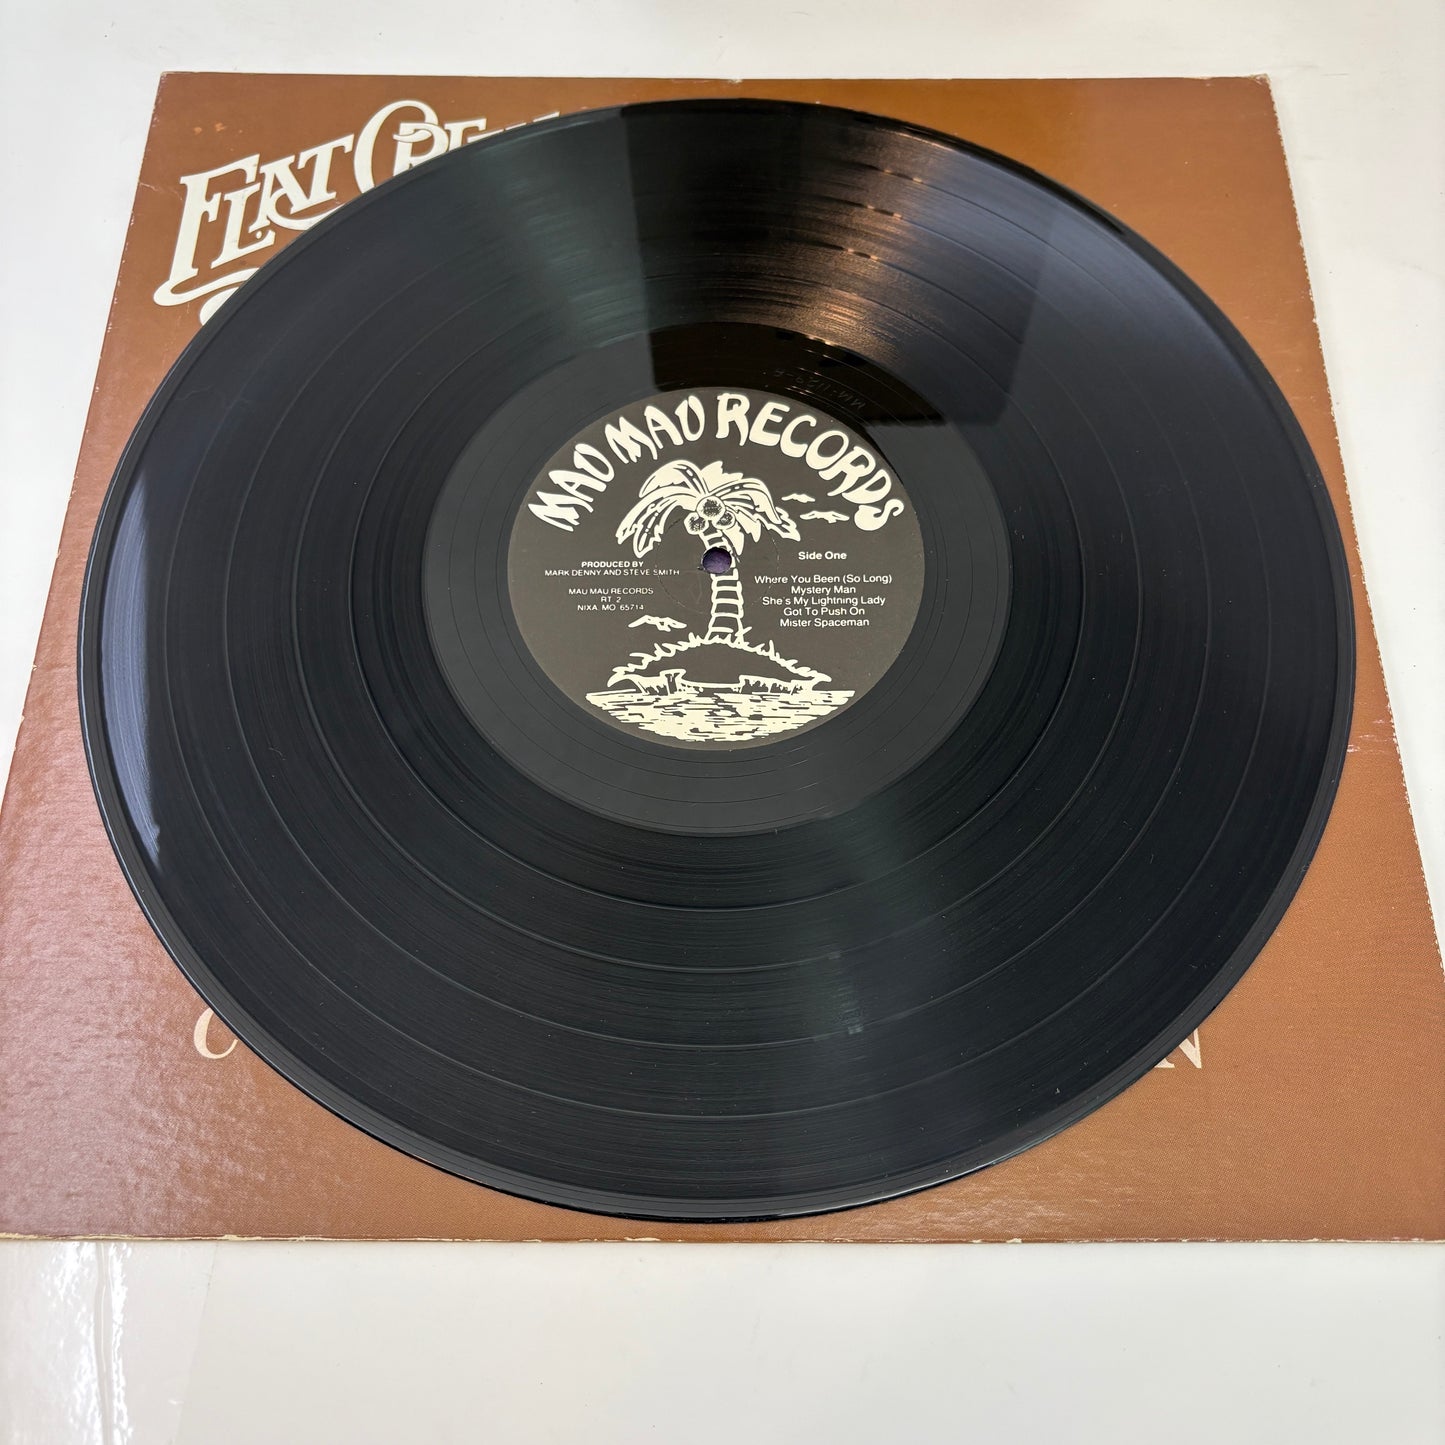 FLAT
MAU MAU RECORDS
Side One
PRODUCED BY
MARK DENNY AND STEVE SMITH
MAU MAU RECORDS
RT. 2
NIXA, MO. 65714
Where You Been (So Long)
Mystery Man
She's My Lightning Lady
Got To Push On
Mister Spaceman